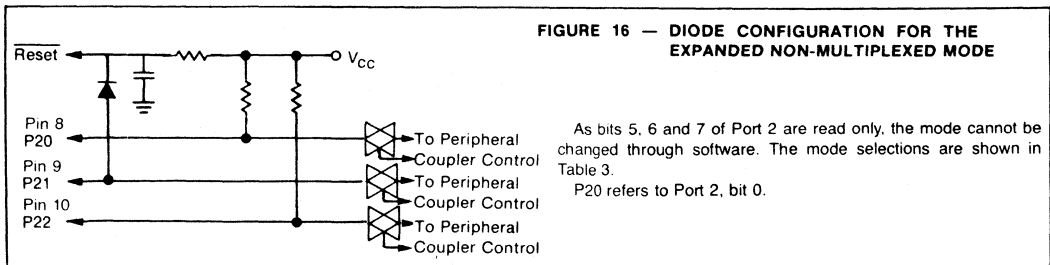 FIGURE 16 — DIODE CONFIGURATION FOR THE
EXPANDED NON-MULTIPLEXED MODE
Reset
VCC
Pin 8
P20
To Peripheral
Coupler Control
Pin 9
P21
To Peripheral
Coupler Control
Pin 10
P22
To Peripheral
Coupler Control
As bits 5, 6 and 7 of Port 2 are read only, the mode cannot be
changed through software. The mode selections are shown in
Table 3.
P20 refers to Port 2, bit 0.